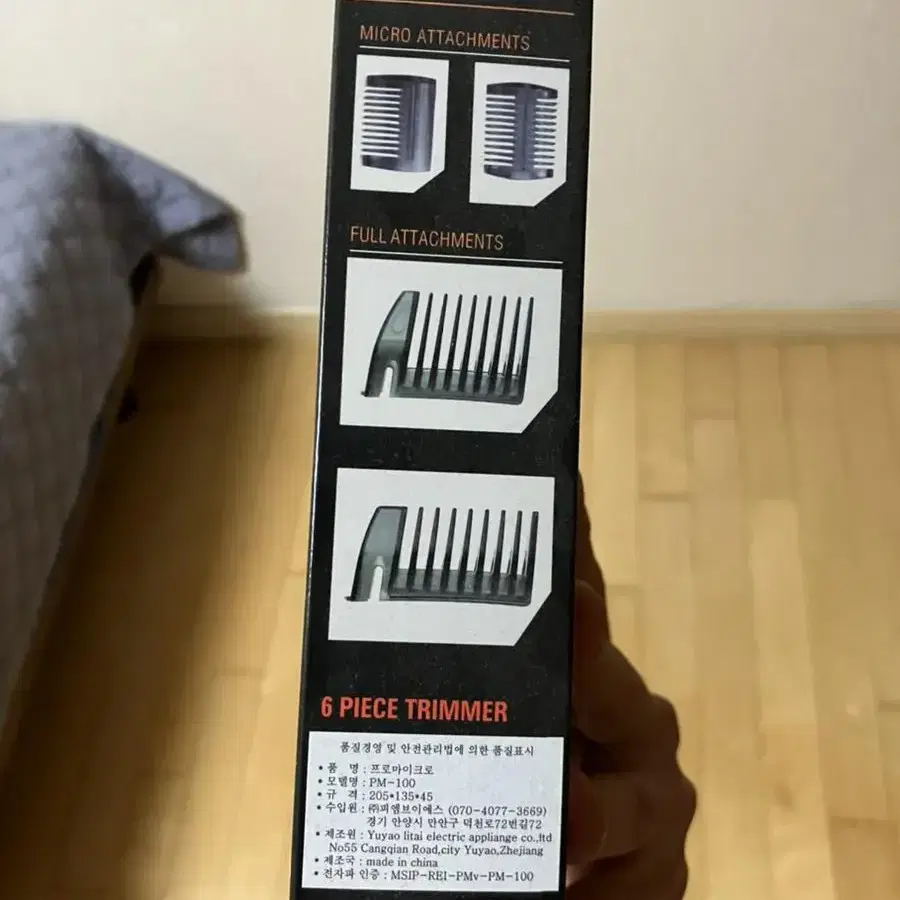 MICRO ATTACHMENTS
FULL ATTACHMENTS
6 PIECE TRIMMER
품질경영 및 안전관리법에 의한 품질표시
• 품 명 : 프로마이크로
• 모델명 : PM-100
• 규 격 : 205*135*45
• 수입원 : ㈜피엠브이에스 (070-4077-3669)
경기 안양시 만안구 덕천로72번길72
• 제조원 : Yuyao litai electric appliange co.,ltd
No55 Cangqian Road,city Yuyao,Zhejiang
• 제조국 : made in china
• 전자파 인증 : MSIP-REI-PMv-PM-100